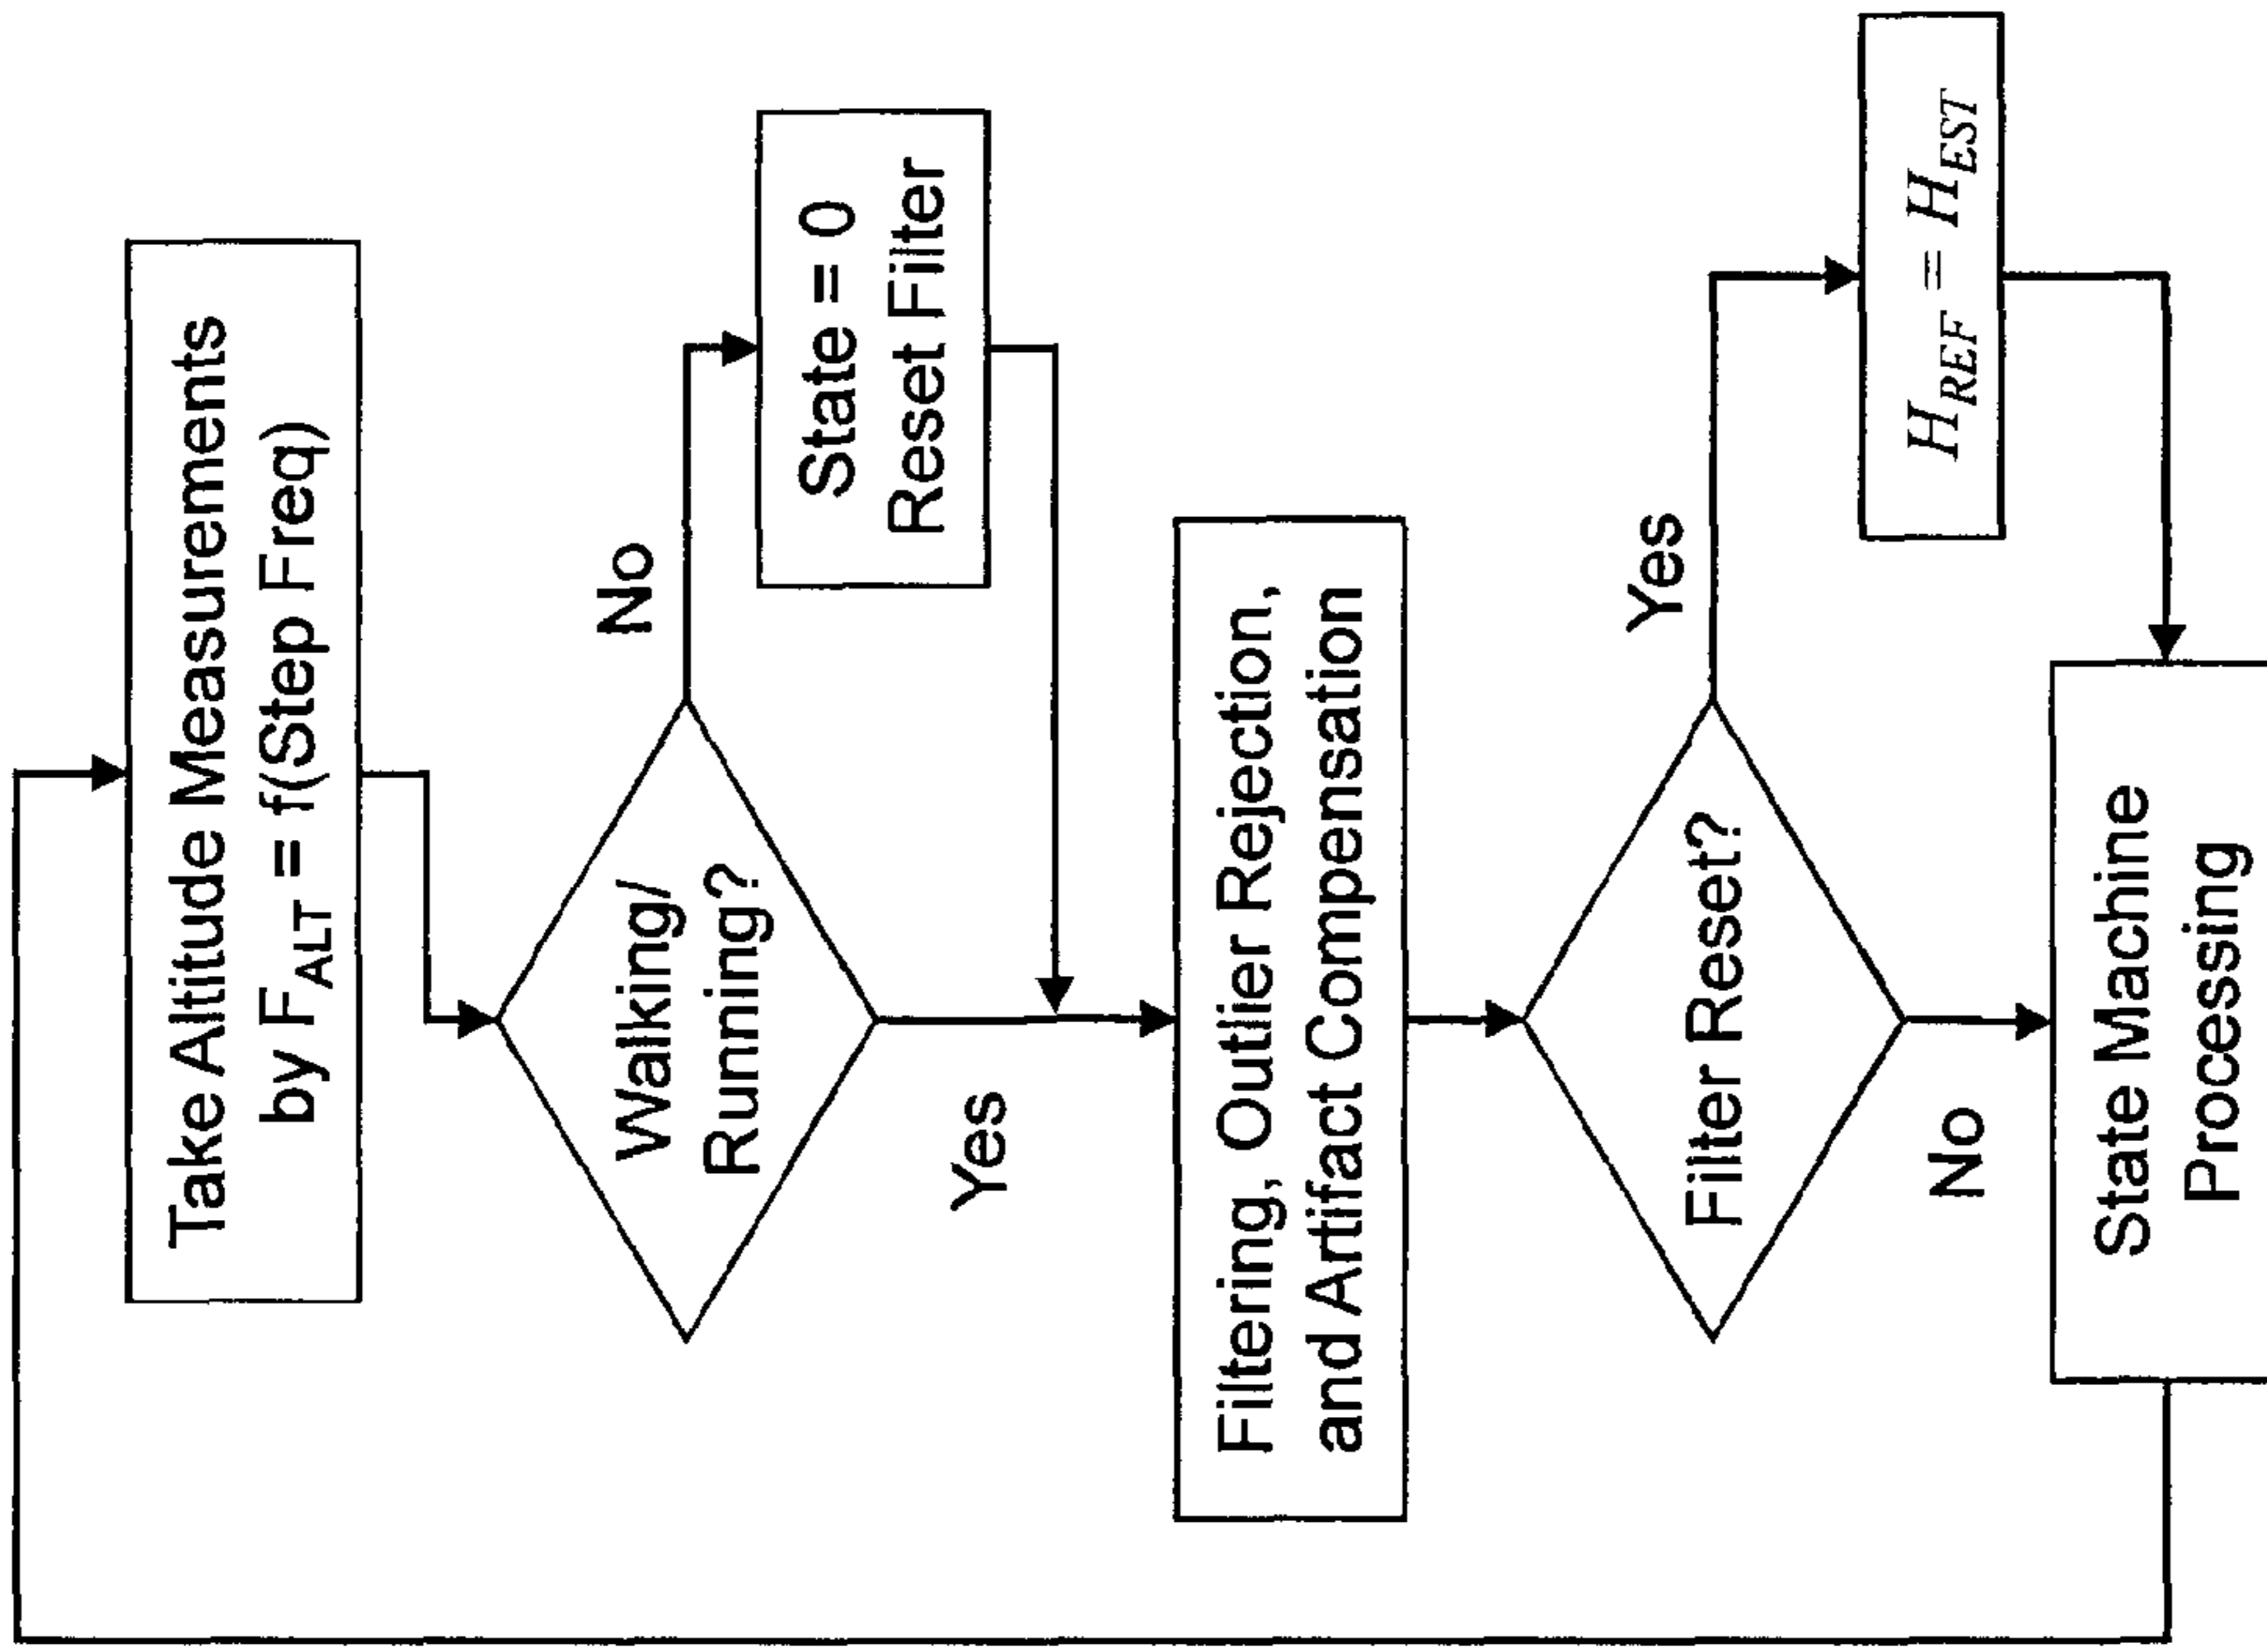 Take Altitude Measurements
by F_ALT = f(Step Freq)
Walking/
Running?
No
State = 0
Reset Filter
Yes
Filtering, Outlier Rejection,
and Artifact Compensation
Filter Reset?
Yes
H_REF = H_EST
No
State Machine
Processing